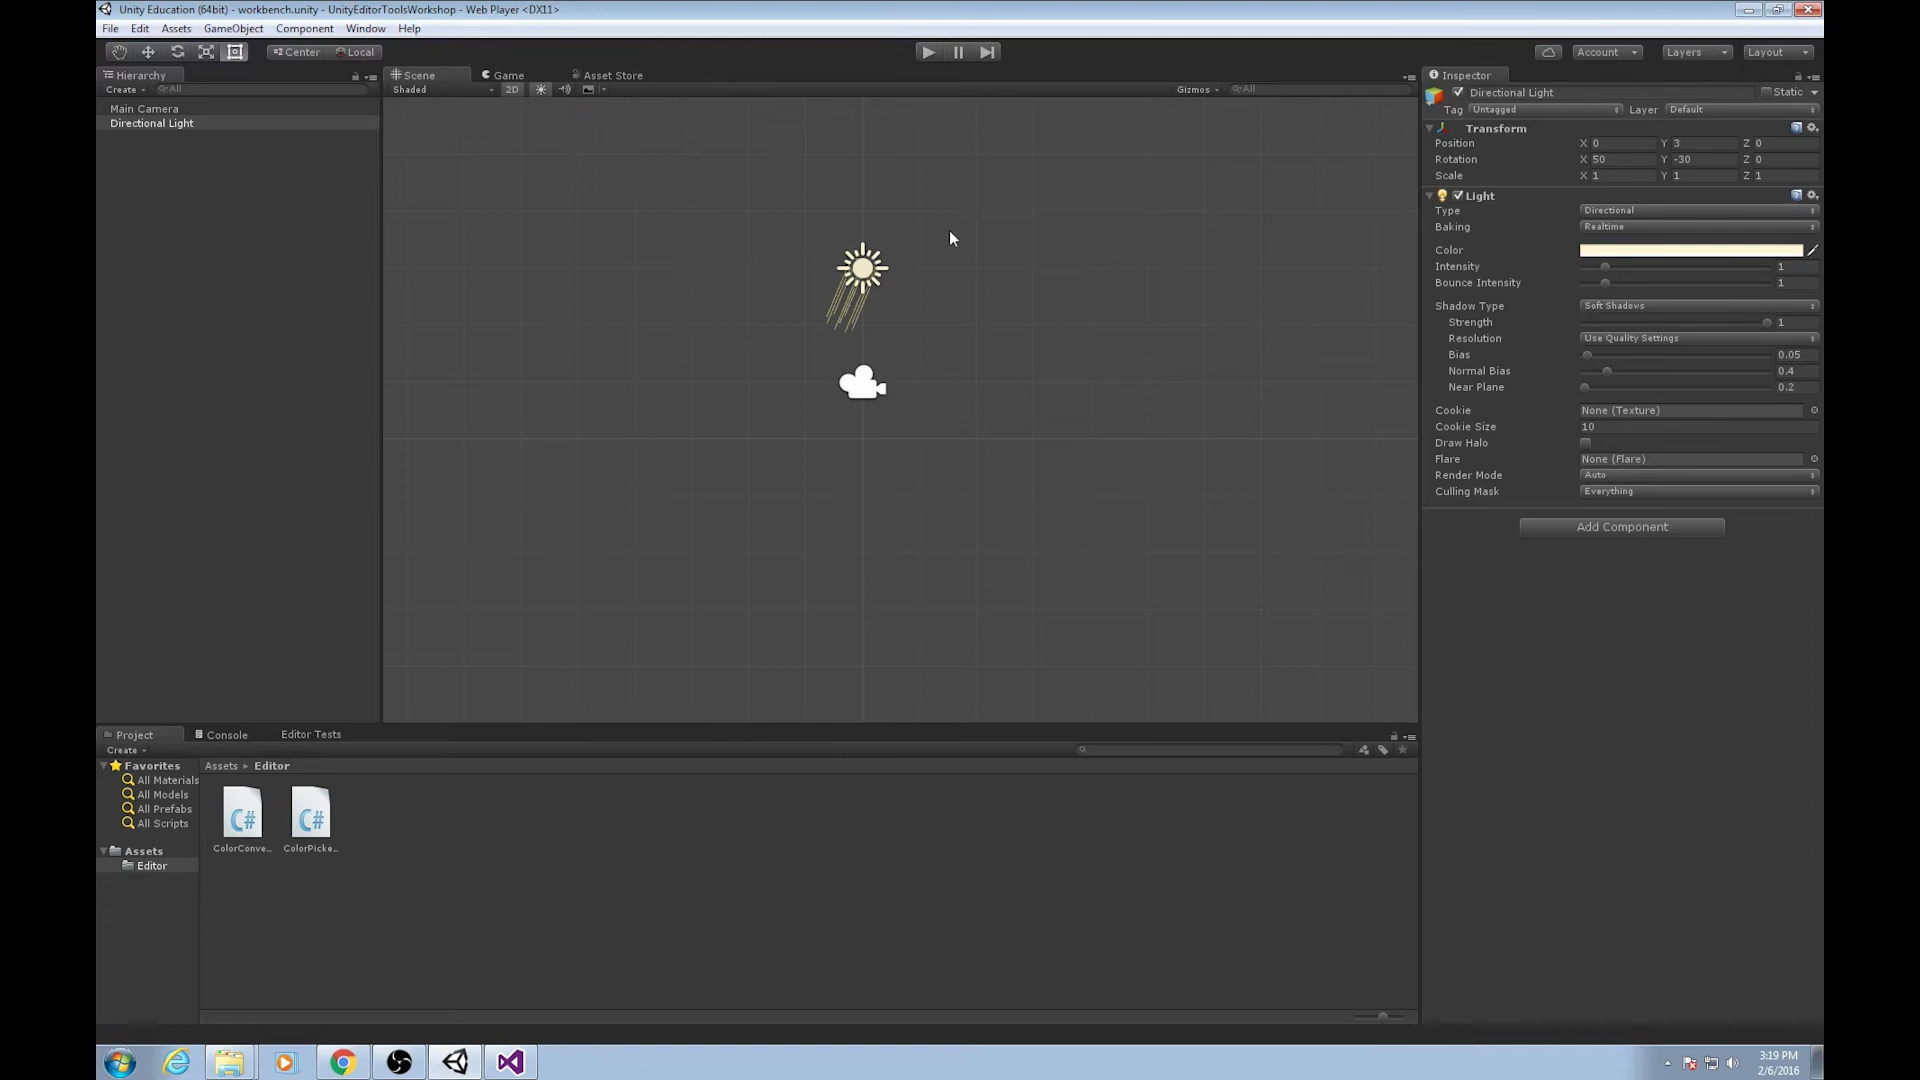 Unity Education (64bit) - workbench.unity - UnityEditorToolsWorkshop - Web Player <DX11>
File Edit Assets GameObject Component Window Help
Center Local Account Layers Layout
Hierarchy
Create All
Main Camera
Directional Light
Scene Game Asset Store
Shaded 2D Gizmos All
Inspector
Directional Light Static
Tag Untagged Layer Default
Transform
Position X 0 Y 3 Z 0
Rotation X 50 Y -30 Z 0
Scale X 1 Y 1 Z 1
Light
Type Directional
Baking Realtime
Color
Intensity 1
Bounce Intensity 1
Shadow Type Soft Shadows
Strength 1
Resolution Use Quality Settings
Bias 0.05
Normal Bias 0.4
Near Plane 0.2
Cookie None (Texture)
Cookie Size 10
Draw Halo
Flare None (Flare)
Render Mode Auto
Culling Mask Everything
Add Component
Project Console Editor Tests
Create
Favorites
All Materials
All Models
All Prefabs
All Scripts
Assets
Editor
Assets ▸ Editor
C# C#
ColorConve... ColorPicke...
3:19 PM
2/6/2016